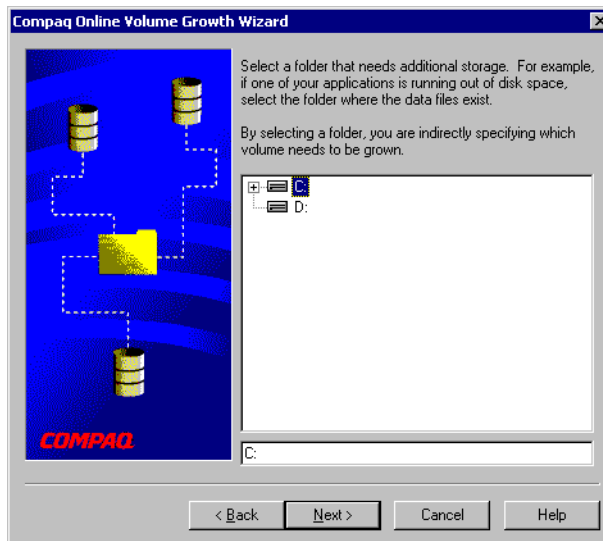 Compaq Online Volume Growth Wizard
Select a folder that needs additional storage. For example,
if one of your applications is running out of disk space,
select the folder where the data files exist.
By selecting a folder, you are indirectly specifying which
volume needs to be grown.
C:
D:
COMPAQ
C:
< Back Next > Cancel Help